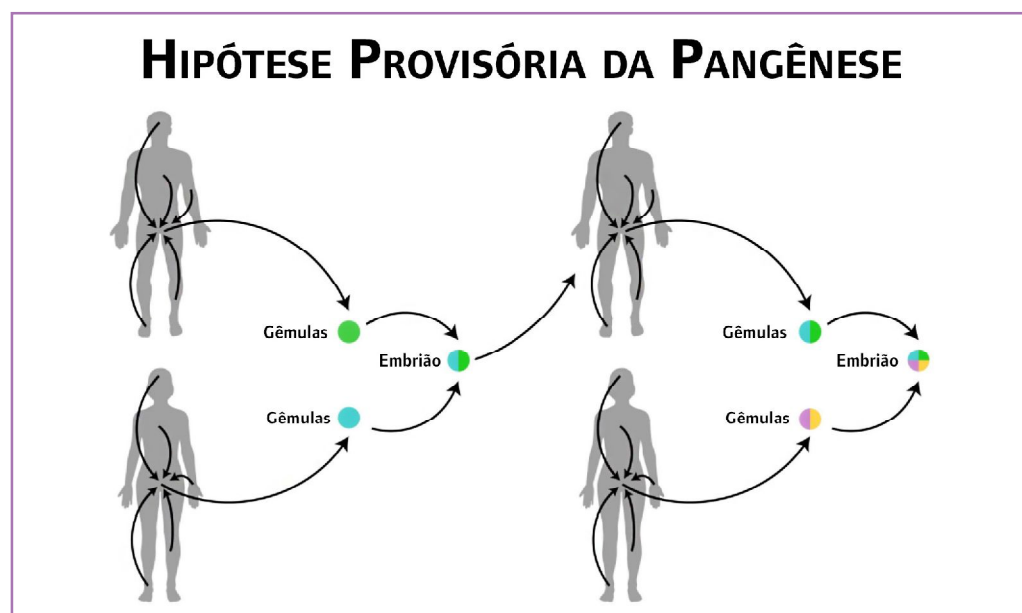 HIPÓTESE PROVISÓRIA DA PANGÊNESE
Gêmulas
Embrião
Gêmulas
Gêmulas
Embrião
Gêmulas